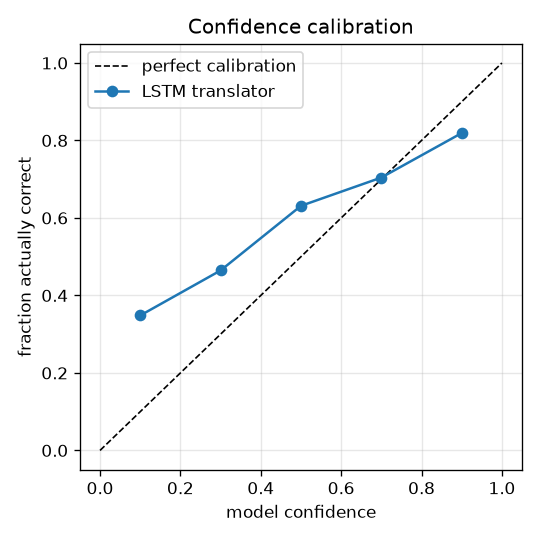 Confidence calibration
perfect calibration
LSTM translator
fraction actually correct
1.0
0.8
0.6
0.4
0.2
0.0
0.0 0.2 0.4 0.6 0.8 1.0
model confidence